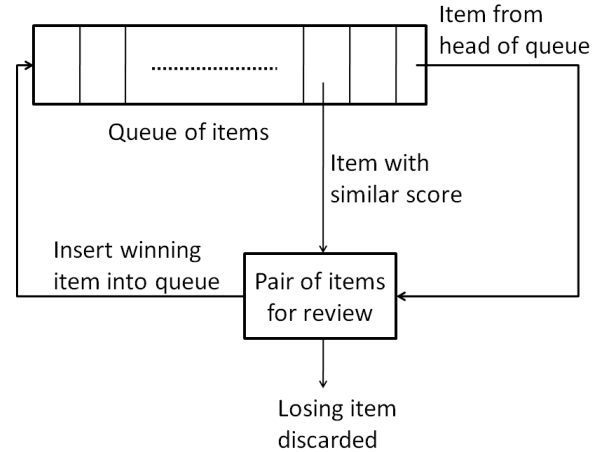 Item from
head of queue
Queue of items
Item with
similar score
Insert winning
item into queue
Pair of items
for review
Losing item
discarded